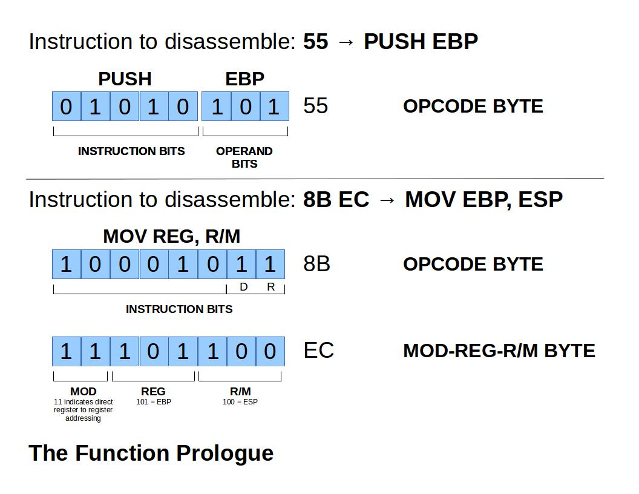 Instruction to disassemble: 55 → PUSH EBP
PUSH EBP
0 1 0 1 0 1 0 1 55 OPCODE BYTE
INSTRUCTION BITS OPERAND
BITS
Instruction to disassemble: 8B EC → MOV EBP, ESP
MOV REG, R/M
1 0 0 0 1 0 1 1 8B OPCODE BYTE
D R
INSTRUCTION BITS
1 1 1 0 1 1 0 0 EC MOD-REG-R/M BYTE
MOD REG R/M
11 indicates direct 101 = EBP 100 = ESP
register to register
addressing
The Function Prologue